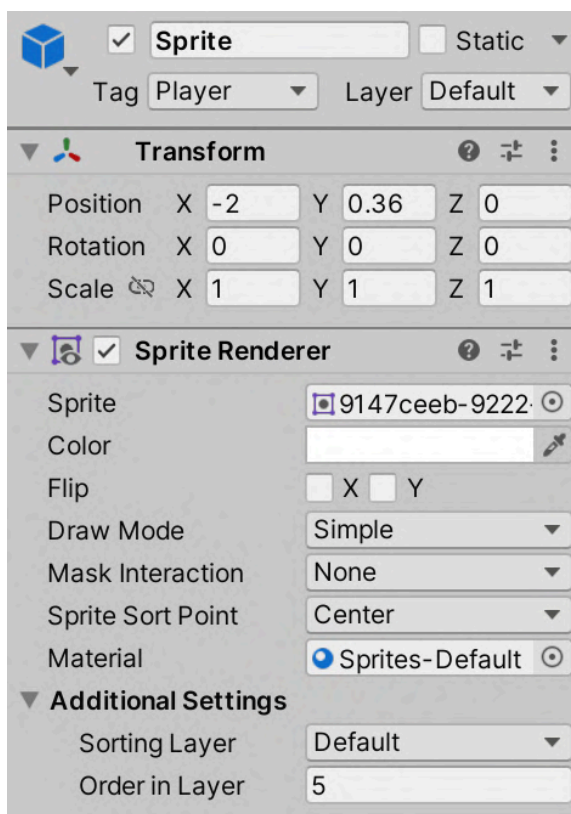 Sprite Static
Tag Player Layer Default
Transform
Position X -2 Y 0.36 Z 0
Rotation X 0 Y 0 Z 0
Scale X 1 Y 1 Z 1
Sprite Renderer
Sprite 9147ceeb-9222-
Color
Flip X Y
Draw Mode Simple
Mask Interaction None
Sprite Sort Point Center
Material Sprites-Default
Additional Settings
Sorting Layer Default
Order in Layer 5